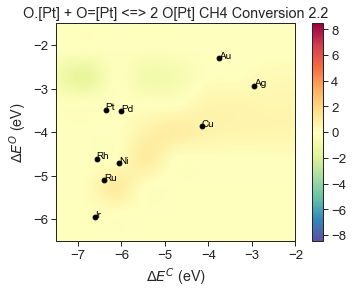 O.[Pt] + O=[Pt] <=> 2 O[Pt] CH4 Conversion 2.2
8
6
4
2
0
−2
−4
−6
−8
−2
−3
−4
−5
−6
ΔE^O (eV)
Au
Ag
Pt
Pd
Cu
Rh
Ni
Ru
Ir
−7
−6
−5
−4
−3
−2
ΔE^C (eV)